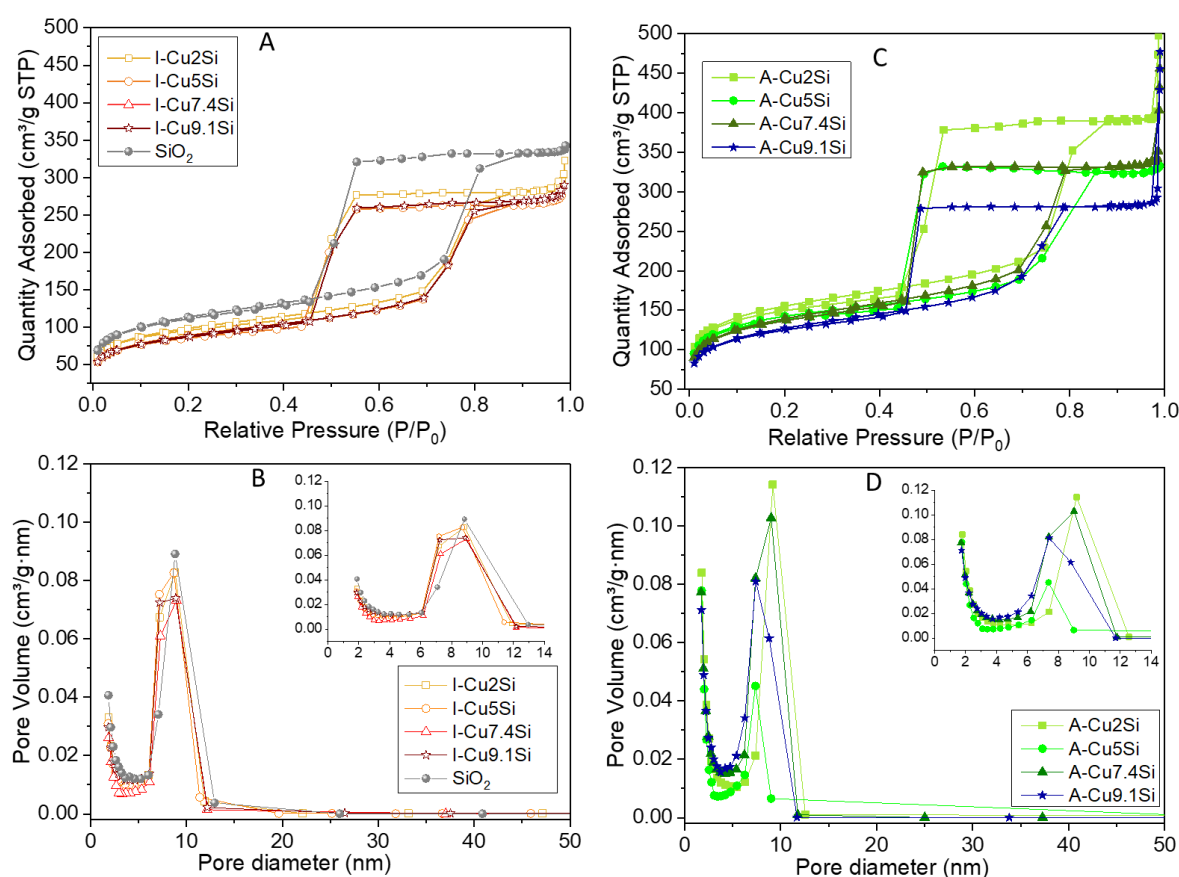 A
500
450
400
350
300
250
200
150
100
50
Quantity Adsorbed (cm³/g STP)
I-Cu2Si
I-Cu5Si
I-Cu7.4Si
I-Cu9.1Si
SiO₂
0.0 0.2 0.4 0.6 0.8 1.0
Relative Pressure (P/P₀)
C
500
450
400
350
300
250
200
150
100
50
Quantity Adsorbed (cm³/g STP)
A-Cu2Si
A-Cu5Si
A-Cu7.4Si
A-Cu9.1Si
0.0 0.2 0.4 0.6 0.8 1.0
Relative Pressure (P/P₀)
B
0.12
0.10
0.08
0.06
0.04
0.02
0.00
Pore Volume (cm³/g·nm)
0.12
0.10
0.08
0.06
0.04
0.02
0.00
0 2 4 6 8 10 12 14
I-Cu2Si
I-Cu5Si
I-Cu7.4Si
I-Cu9.1Si
SiO₂
0 10 20 30 40 50
Pore diameter (nm)
D
0.12
0.10
0.08
0.06
0.04
0.02
0.00
Pore Volume (cm³/g·nm)
0.12
0.10
0.08
0.06
0.04
0.02
0.00
0 2 4 6 8 10 12 14
A-Cu2Si
A-Cu5Si
A-Cu7.4Si
A-Cu9.1Si
0 10 20 30 40 50
Pore diameter (nm)